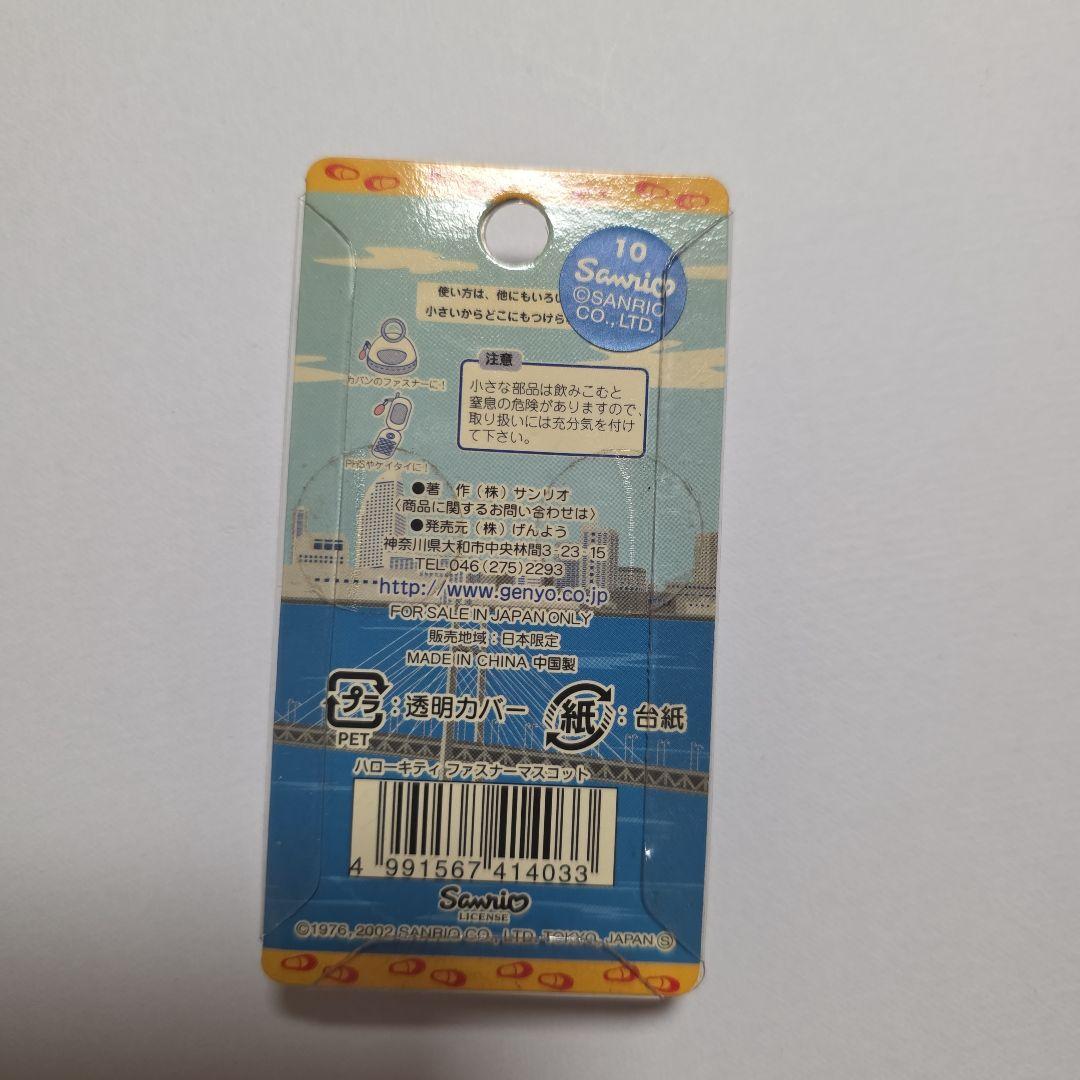 10
Sanrio
©SANRIO
CO., LTD.
使い方は、他にもいろい
小さいからどこにもつけら
注意
小さな部品は飲みこむと
窒息の危険がありますので、
取り扱いには充分気を付け
て下さい。
カバンのファスナーに!
PHSやケイタイに!
●著 作(株)サンリオ
〈商品に関するお問い合わせは〉
●発売元(株)げんよう
神奈川県大和市中央林間3-23-15
TEL 046(275)2293
http://www.genyo.co.jp
FOR SALE IN JAPAN ONLY
販売地域:日本限定
MADE IN CHINA 中国製
プラ:透明カバー
PET
紙:台紙
ハローキティ ファスナーマスコット
4 991567 414033
Sanrio
LICENSE
©1976, 2002 SANRIO CO., LTD. TOKYO, JAPAN Ⓢ